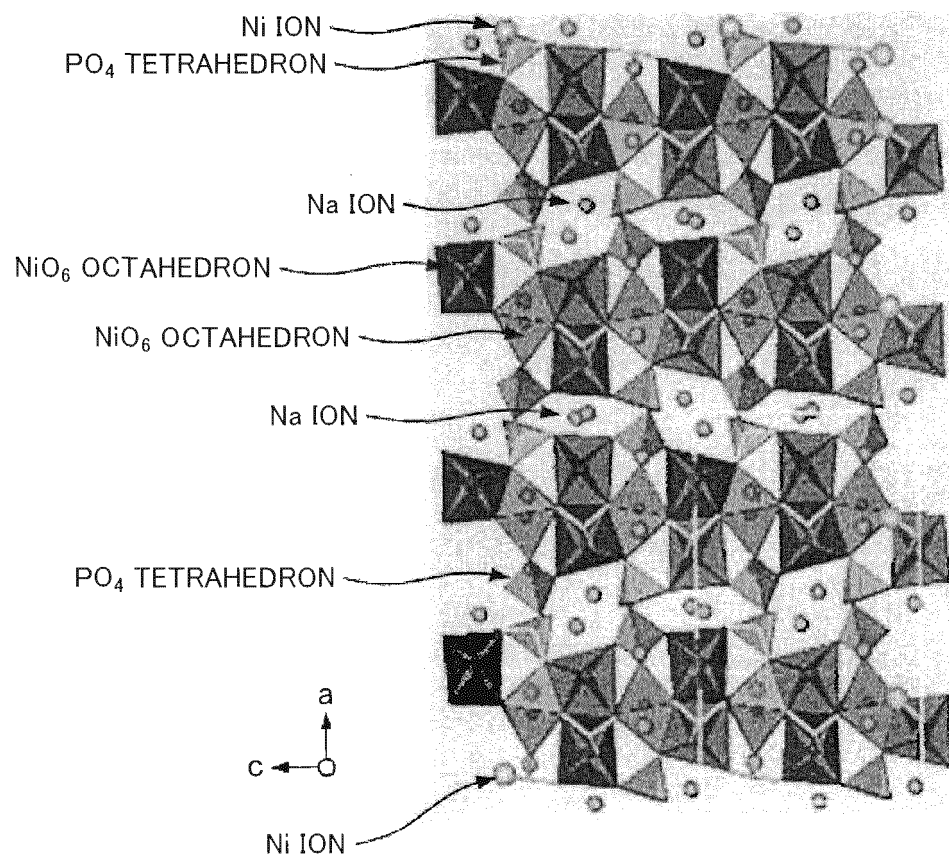 Ni ION
PO₄ TETRAHEDRON
Na ION
NiO₆ OCTAHEDRON
NiO₆ OCTAHEDRON
Na ION
PO₄ TETRAHEDRON
a
c
Ni ION